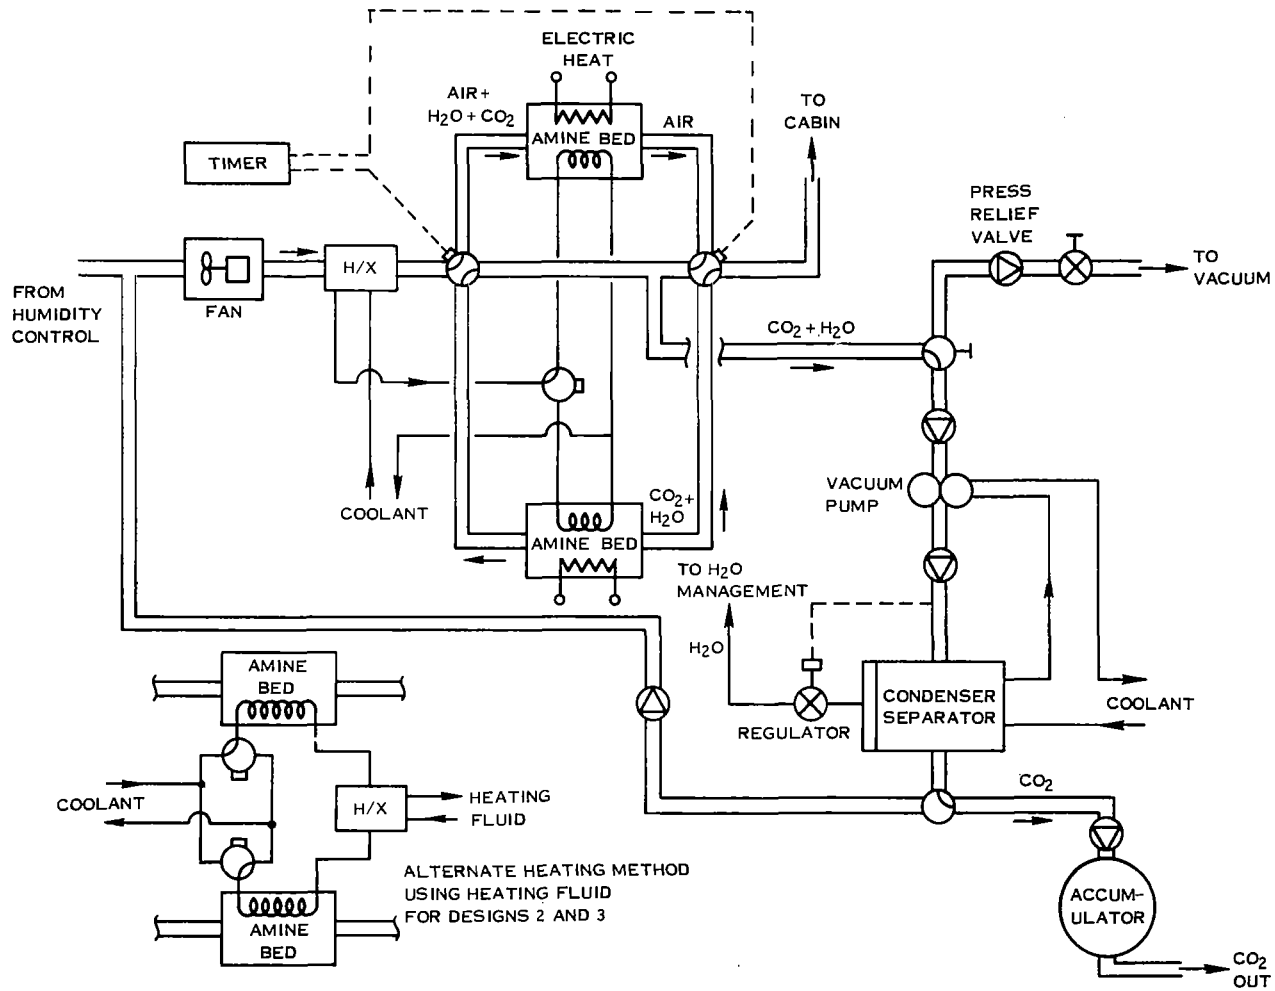 ELECTRIC
HEAT
AIR +
H2O + CO2
AIR
TO
CABIN
AMINE BED
TIMER
PRESS
RELIEF
VALVE
H/X
TO
VACUUM
FROM
HUMIDITY
CONTROL
FAN
CO2 + H2O
VACUUM
PUMP
COOLANT
CO2+
H2O
AMINE BED
TO H2O
MANAGEMENT
H2O
AMINE
BED
CONDENSER
SEPARATOR
COOLANT
REGULATOR
COOLANT
H/X
HEATING
FLUID
CO2
ALTERNATE HEATING METHOD
USING HEATING FLUID
FOR DESIGNS 2 AND 3
ACCUM-
ULATOR
AMINE
BED
CO2
OUT